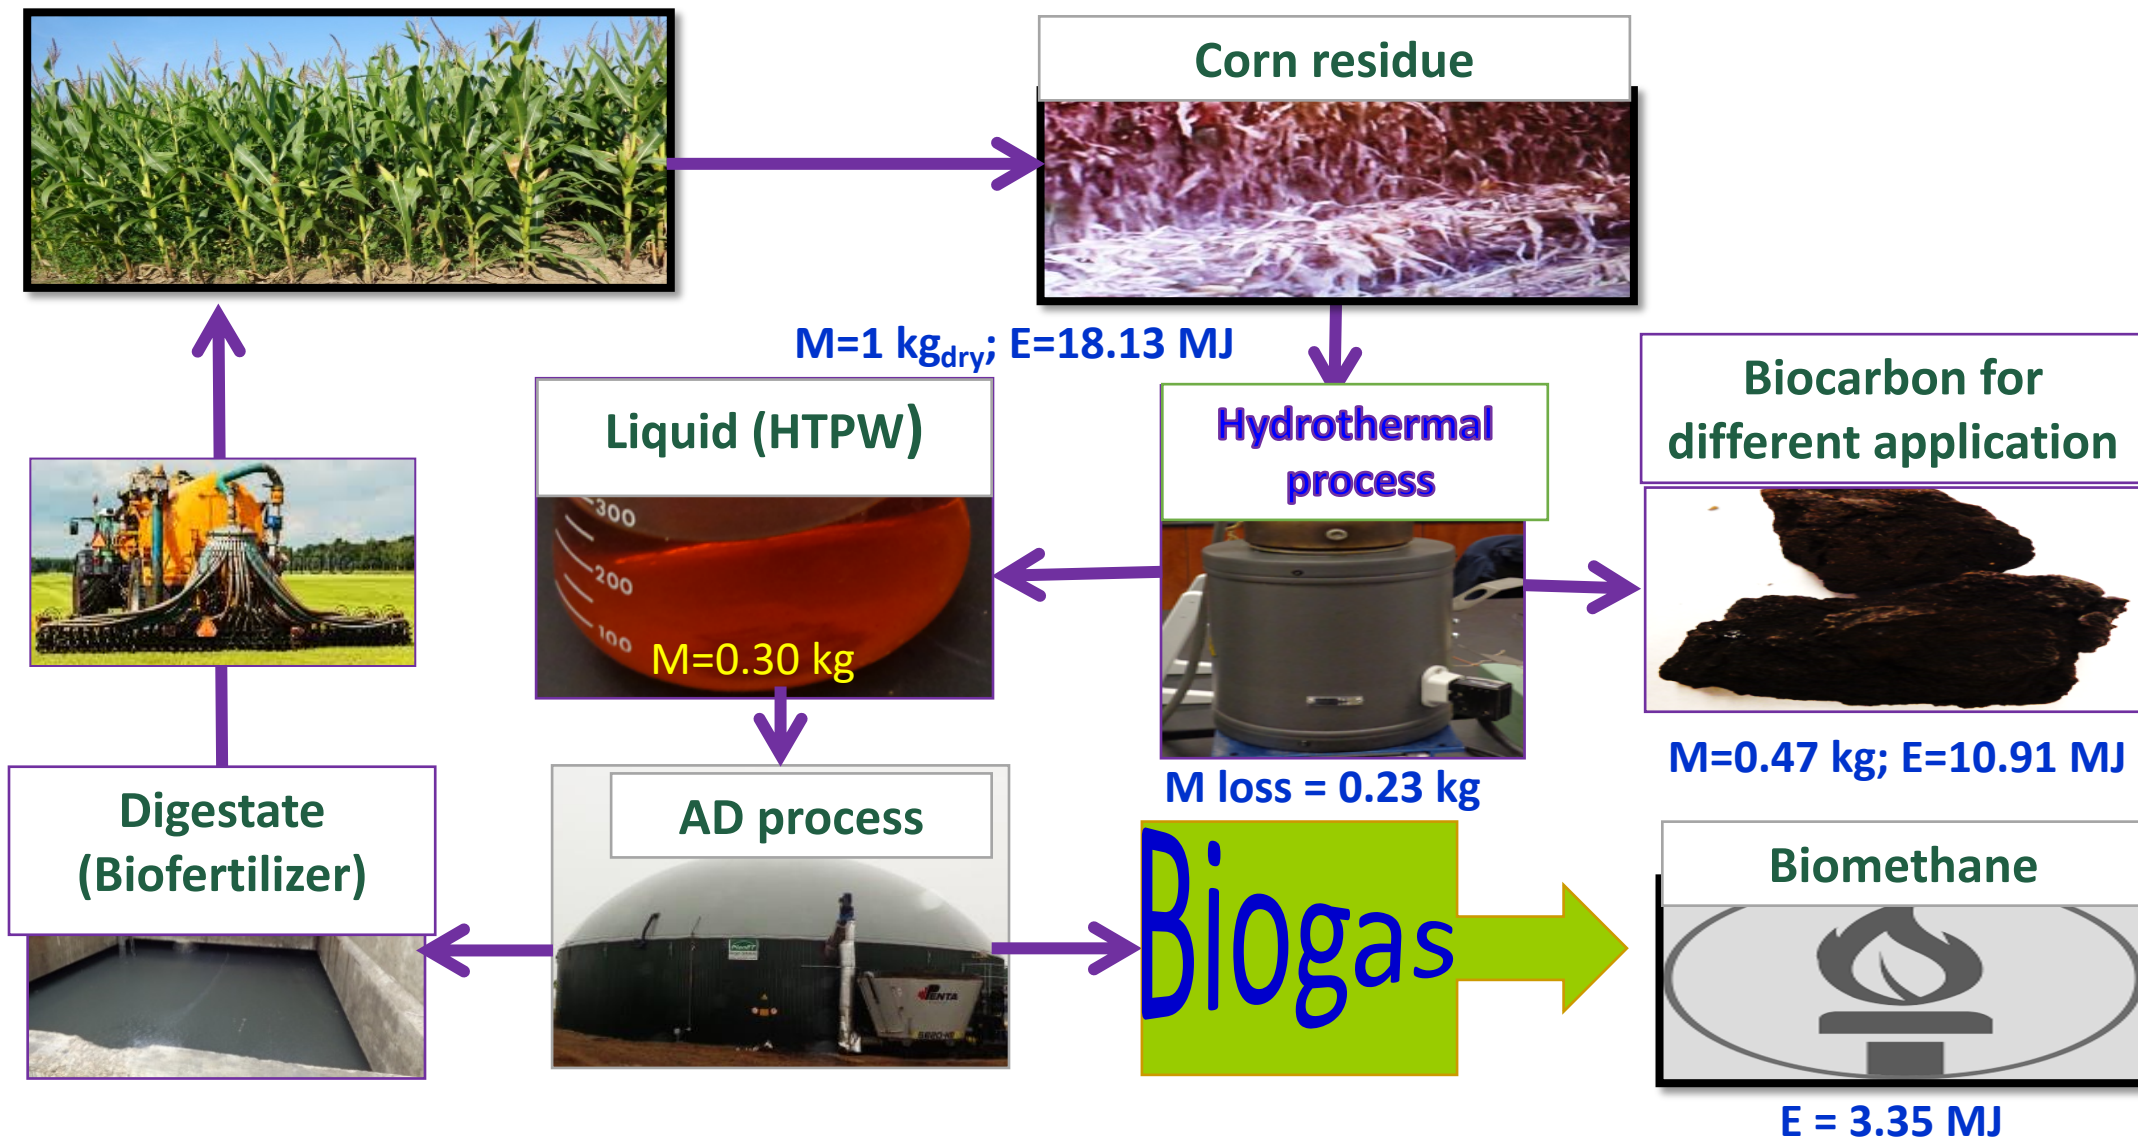 Corn residue
M=1 kgdry; E=18.13 MJ
Liquid (HTPW)
Hydrothermal
process
Biocarbon for
different application
300
200
100
M=0.30 kg
M loss = 0.23 kg
M=0.47 kg; E=10.91 MJ
Digestate
(Biofertilizer)
AD process
PENTA
Biogas
Biomethane
E = 3.35 MJ